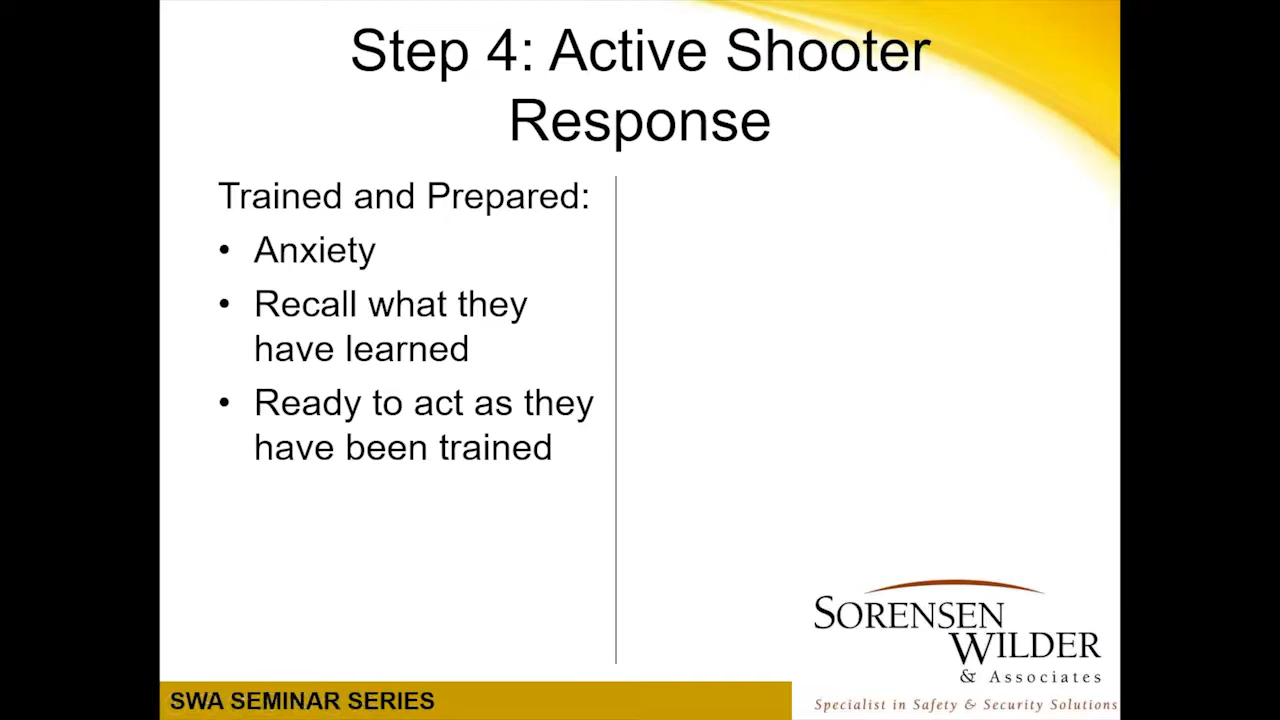 Step 4: Active Shooter
Response
Trained and Prepared:
• Anxiety
• Recall what they
have learned
• Ready to act as they
have been trained
SORENSEN
WILDER
& Associates
Specialist in Safety & Security Solutions
SWA SEMINAR SERIES